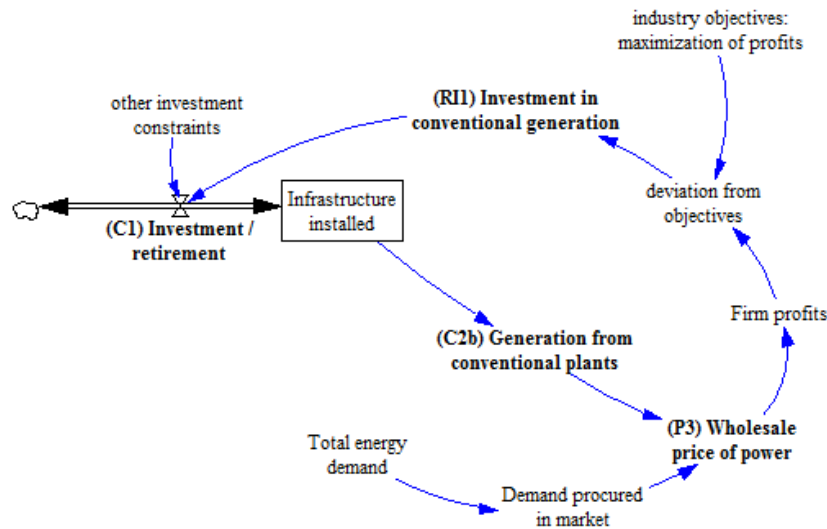 industry objectives:
maximization of profits
(RI1) Investment in
conventional generation
other investment
constraints
deviation from
objectives
Infrastructure
installed
(C1) Investment /
retirement
Firm profits
(C2b) Generation from
conventional plants
(P3) Wholesale
price of power
Total energy
demand
Demand procured
in market